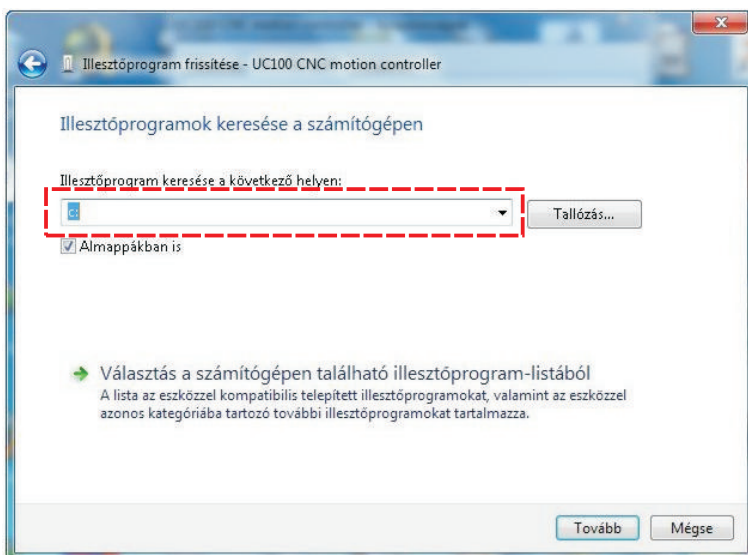 Illesztőprogram frissítése - UC100 CNC motion controller
Illesztőprogramok keresése a számítógépen
Illesztőprogram keresése a következő helyen:
c:
Tallózás...
Almappákban is
Választás a számítógépen található illesztőprogram-listából
A lista az eszközzel kompatibilis telepített illesztőprogramokat, valamint az eszközzel
azonos kategóriába tartozó további illesztőprogramokat tartalmazza.
Tovább
Mégse